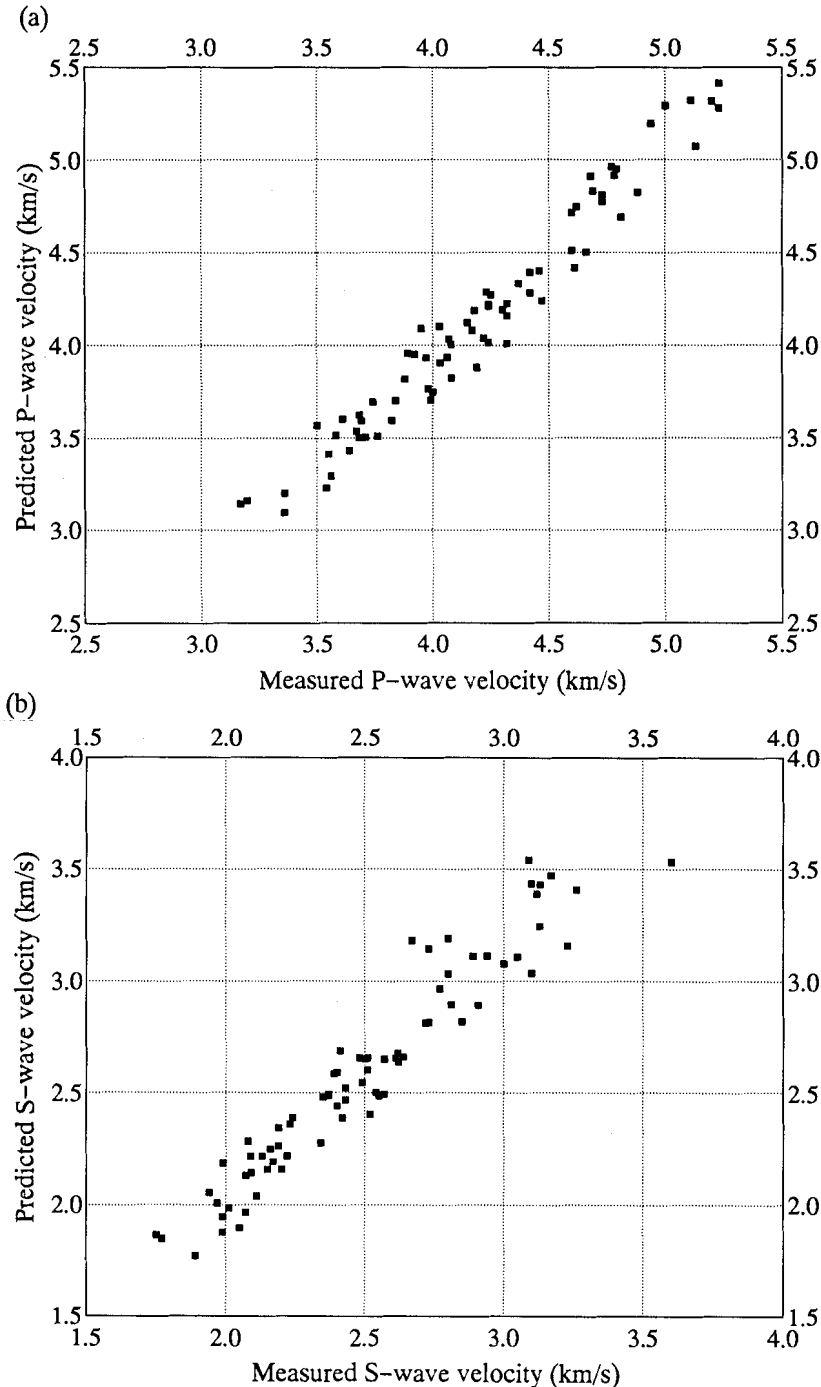 (a)
2.5 3.0 3.5 4.0 4.5 5.0 5.5
5.5 5.5
5.0 5.0
4.5 4.5
4.0 4.0
3.5 3.5
3.0 3.0
2.5 2.5
2.5 3.0 3.5 4.0 4.5 5.0 5.5
Predicted P-wave velocity (km/s)
Measured P-wave velocity (km/s)
(b)
1.5 2.0 2.5 3.0 3.5 4.0
4.0 4.0
3.5 3.5
3.0 3.0
2.5 2.5
2.0 2.0
1.5 1.5
1.5 2.0 2.5 3.0 3.5 4.0
Predicted S-wave velocity (km/s)
Measured S-wave velocity (km/s)